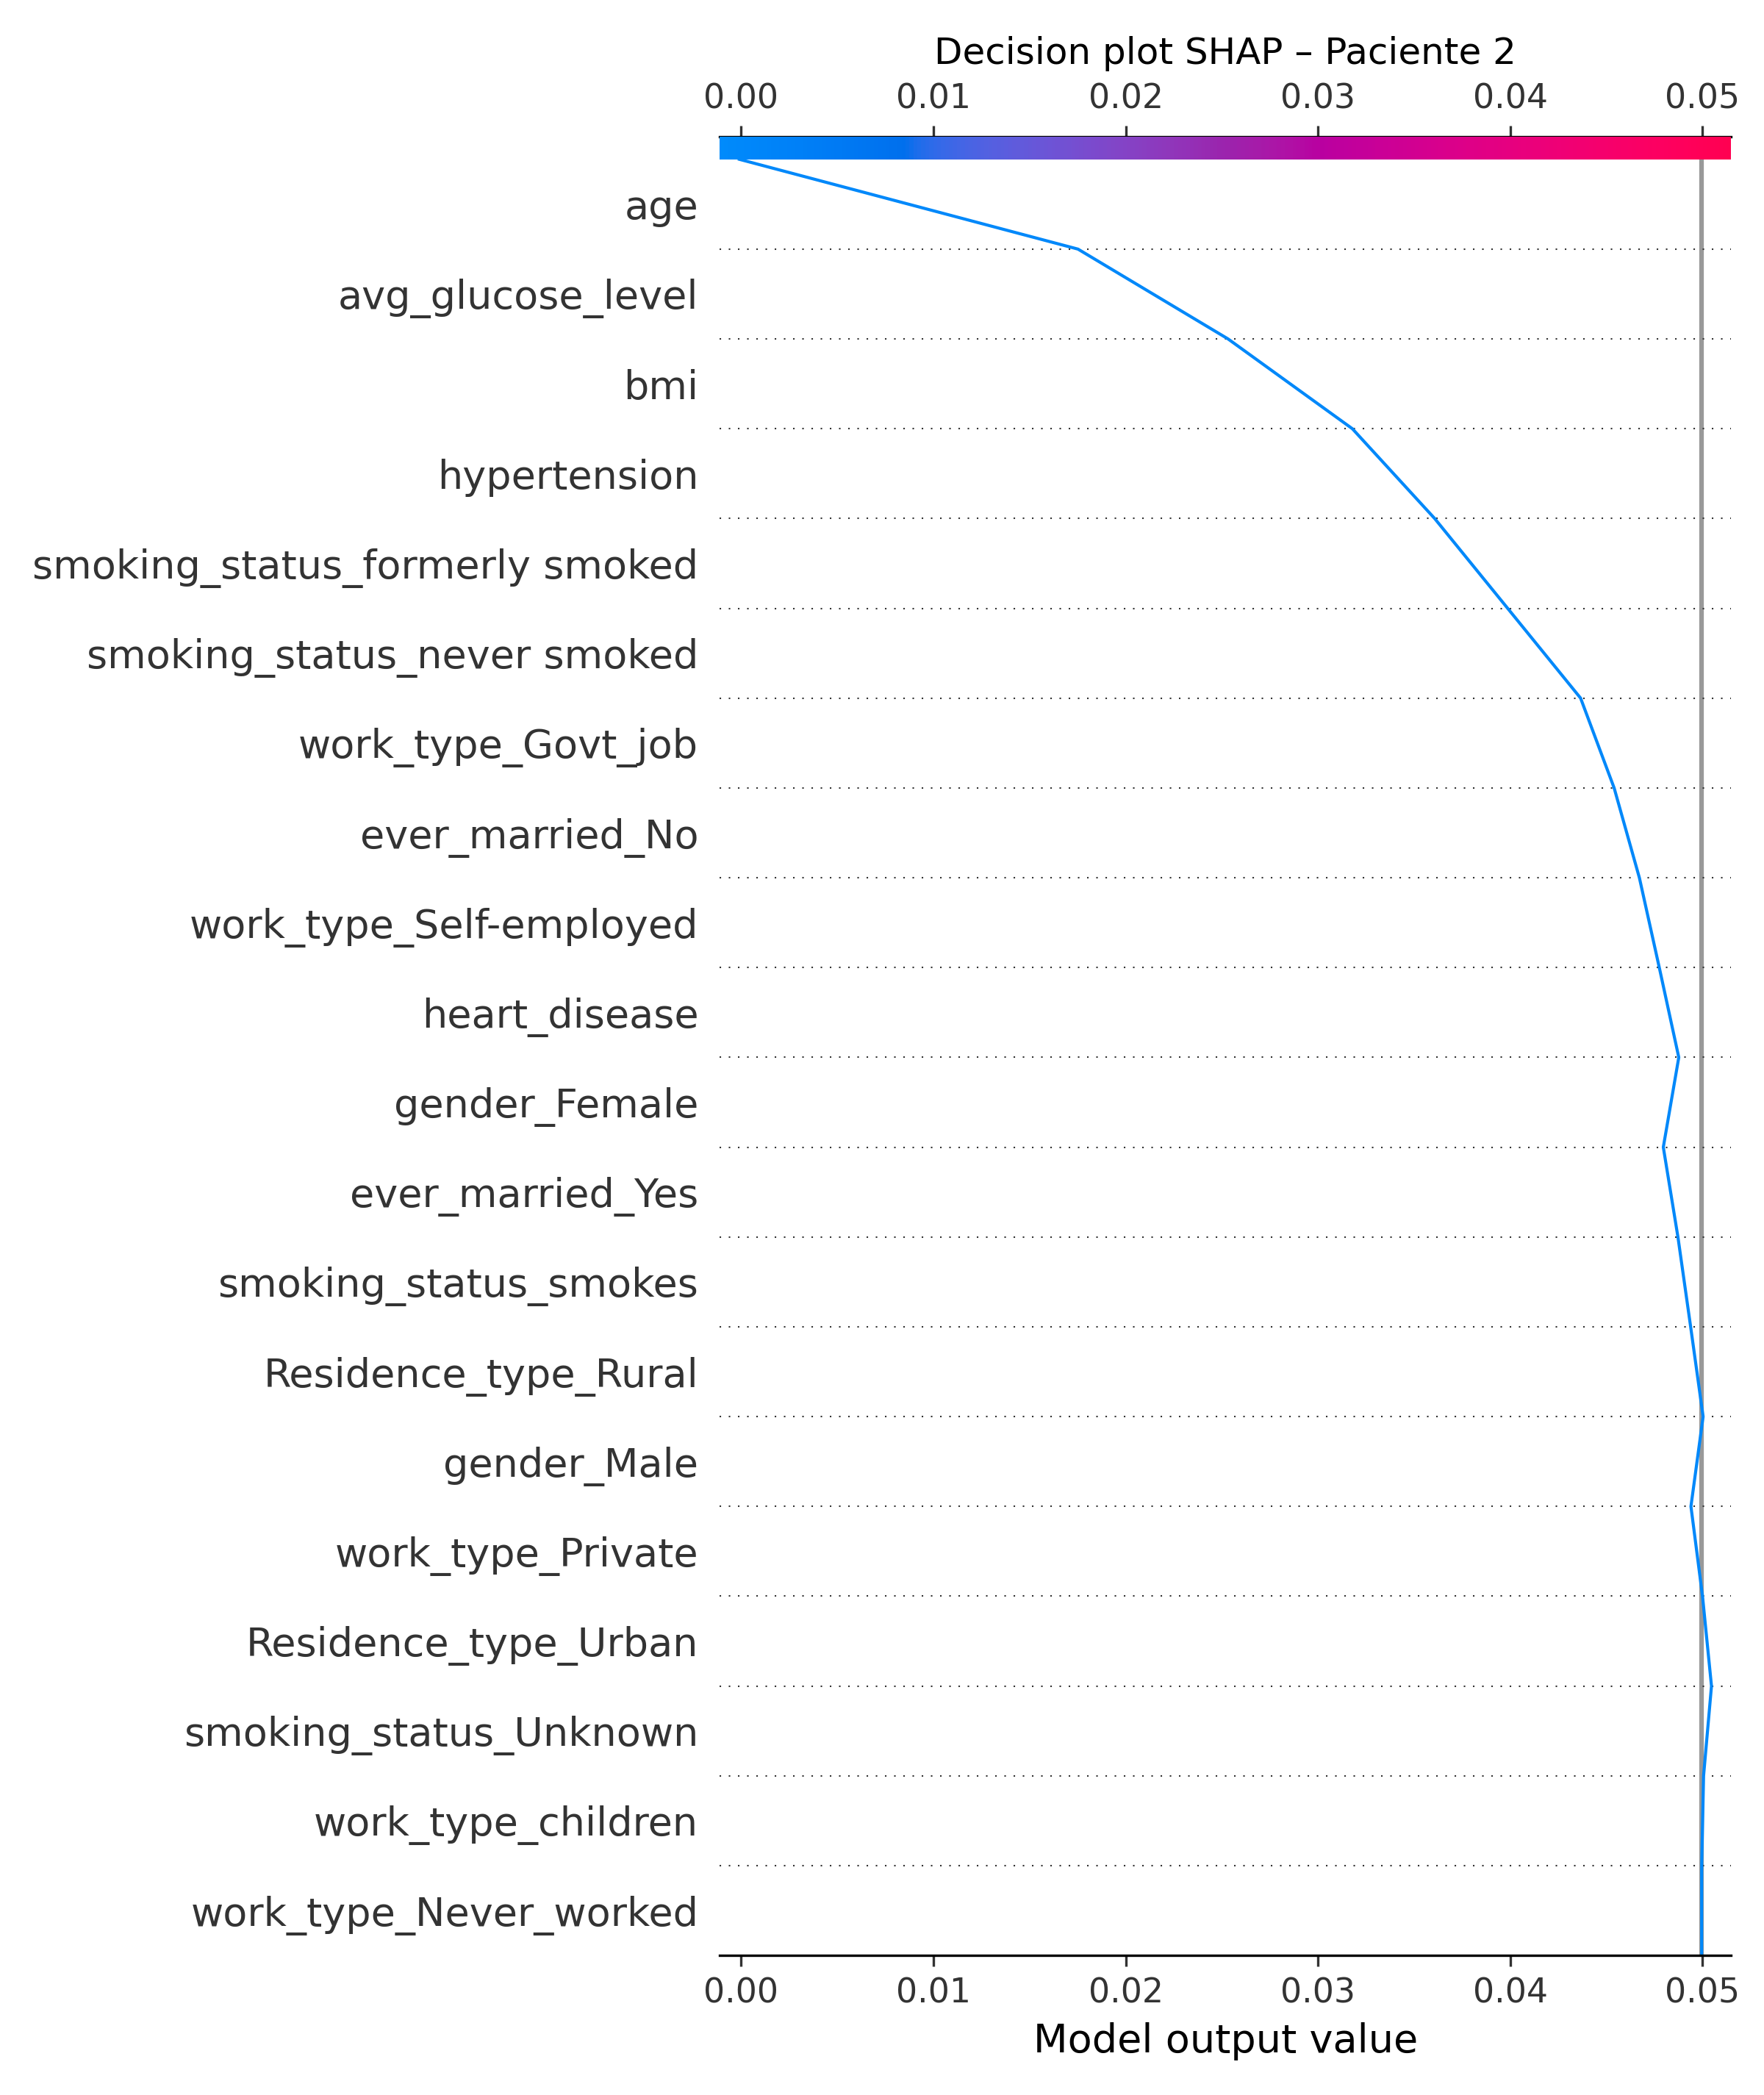 Decision plot SHAP – Paciente 2
0.00 0.01 0.02 0.03 0.04 0.05
age
avg_glucose_level
bmi
hypertension
smoking_status_formerly smoked
smoking_status_never smoked
work_type_Govt_job
ever_married_No
work_type_Self-employed
heart_disease
gender_Female
ever_married_Yes
smoking_status_smokes
Residence_type_Rural
gender_Male
work_type_Private
Residence_type_Urban
smoking_status_Unknown
work_type_children
work_type_Never_worked
0.00 0.01 0.02 0.03 0.04 0.05
Model output value